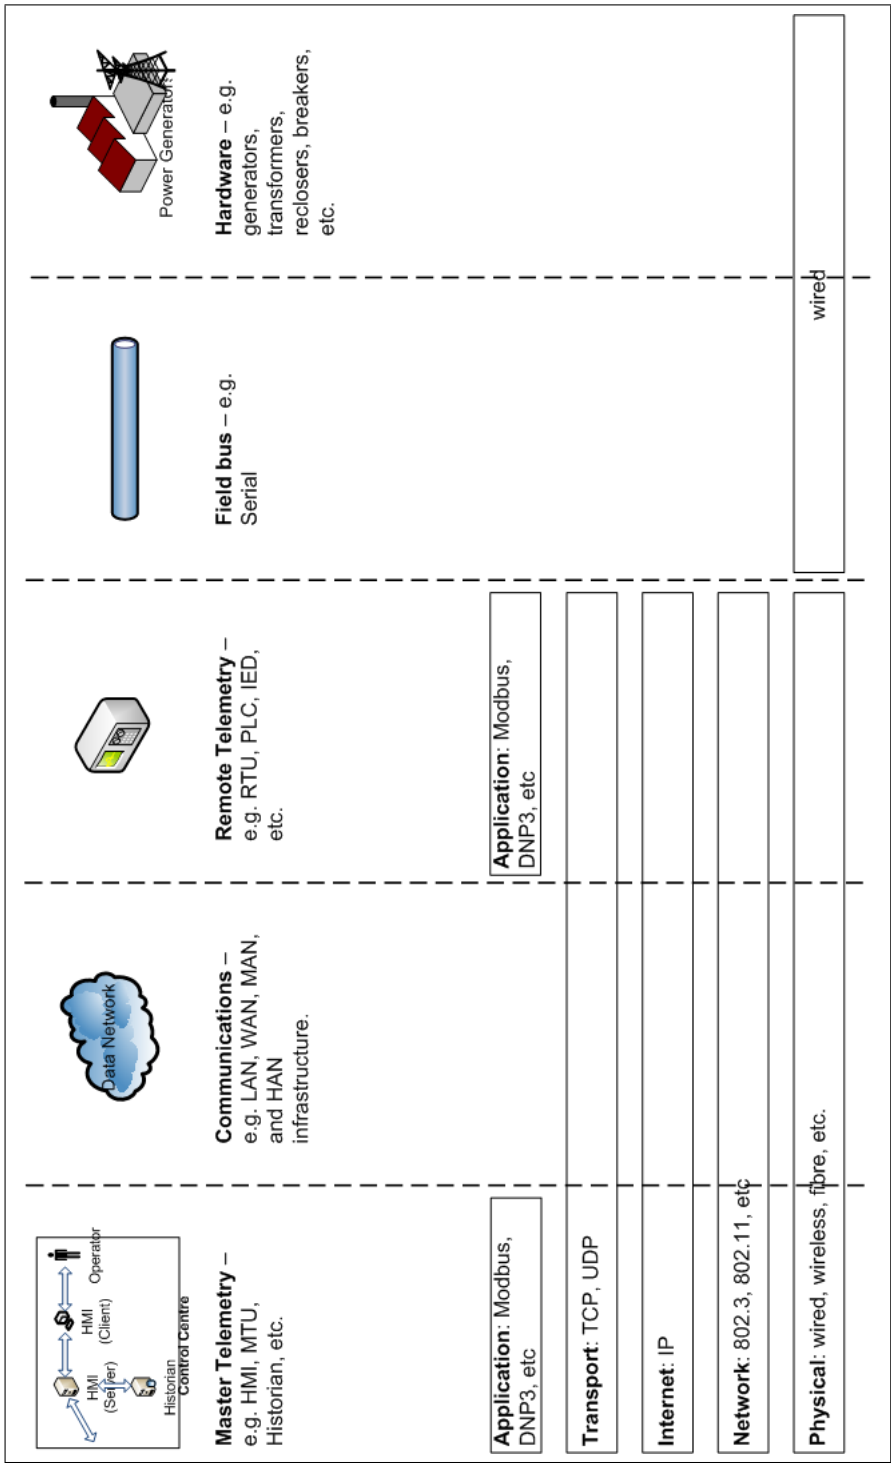 Operator
HMI
(Client)
HMI
(Server)
Historian
Control Centre
Data Network
Power Generator
Master Telemetry –
e.g. HMI, MTU,
Historian, etc.
Communications –
e.g. LAN, WAN, MAN,
and HAN
infrastructure.
Remote Telemetry –
e.g. RTU, PLC, IED,
etc.
Field bus – e.g.
Serial
Hardware – e.g.
generators,
transformers,
reclosers, breakers,
etc.
Application: Modbus,
DNP3, etc
Application: Modbus,
DNP3, etc
Transport: TCP, UDP
Internet: IP
Network: 802.3, 802.11, etc
Physical: wired, wireless, fibre, etc.
wired